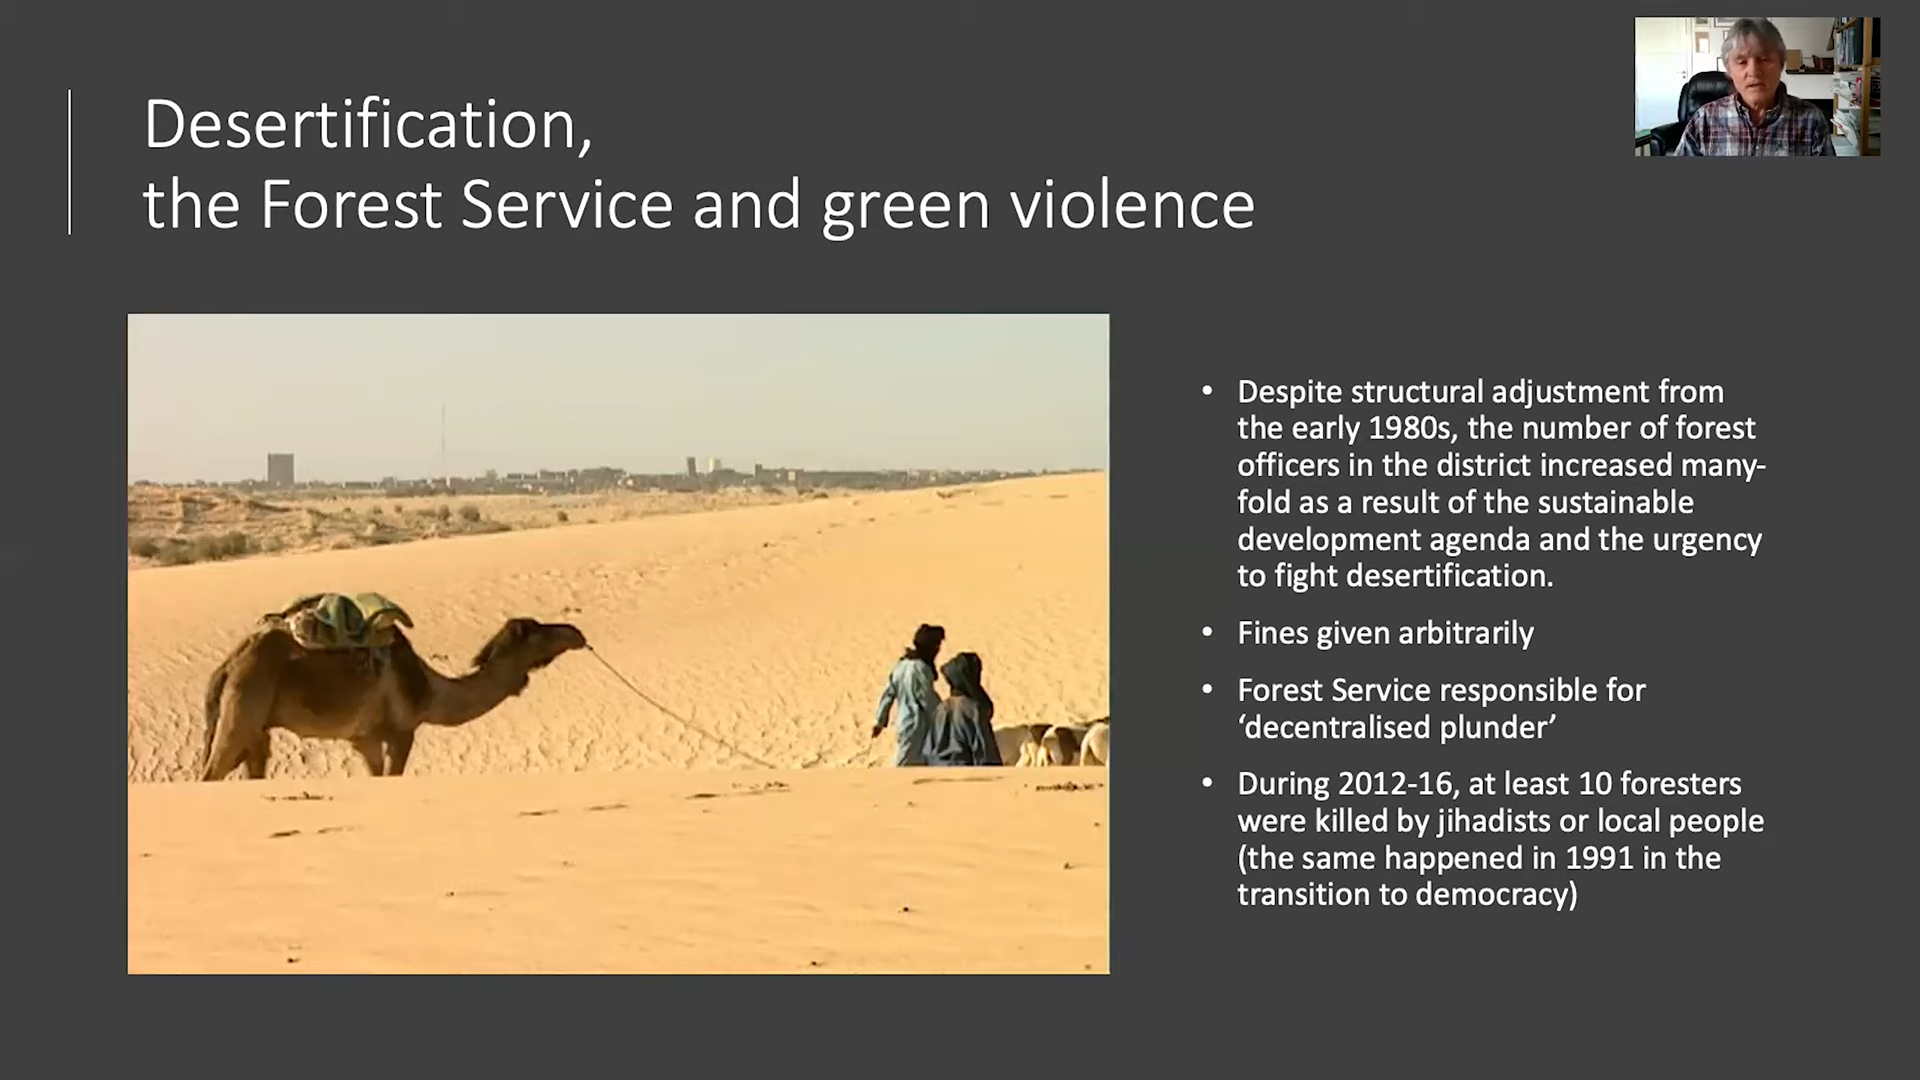 Desertification,
the Forest Service and green violence
• Despite structural adjustment from
the early 1980s, the number of forest
officers in the district increased many-
fold as a result of the sustainable
development agenda and the urgency
to fight desertification.
• Fines given arbitrarily
• Forest Service responsible for
‘decentralised plunder’
• During 2012-16, at least 10 foresters
were killed by jihadists or local people
(the same happened in 1991 in the
transition to democracy)